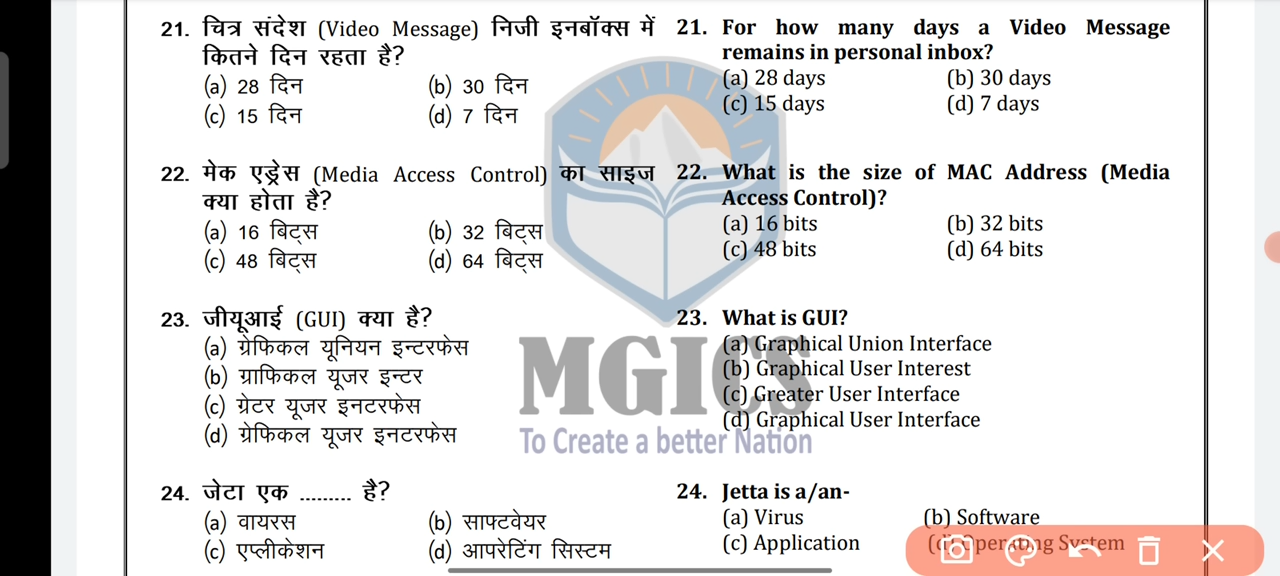 21. चित्र संदेश (Video Message) निजी इनबॉक्स में
कितने दिन रहता है?
(a) 28 दिन (b) 30 दिन
(c) 15 दिन (d) 7 दिन
22. मेक एड्रेस (Media Access Control) का साइज
क्या होता है?
(a) 16 बिट्स (b) 32 बिट्स
(c) 48 बिट्स (d) 64 बिट्स
23. जीयूआई (GUI) क्या है?
(a) ग्रेफिकल यूनियन इन्टरफेस
(b) ग्राफिकल यूजर इन्टर
(c) ग्रेटर यूजर इनटरफेस
(d) ग्रेफिकल यूजर इनटरफेस
24. जेटा एक ......... है?
(a) वायरस (b) साफ्टवेयर
(c) एप्लीकेशन (d) आपरेटिंग सिस्टम
21. For how many days a Video Message
remains in personal inbox?
(a) 28 days (b) 30 days
(c) 15 days (d) 7 days
22. What is the size of MAC Address (Media
Access Control)?
(a) 16 bits (b) 32 bits
(c) 48 bits (d) 64 bits
23. What is GUI?
(a) Graphical Union Interface
(b) Graphical User Interest
(c) Greater User Interface
(d) Graphical User Interface
24. Jetta is a/an-
(a) Virus (b) Software
(c) Application (d) Operating System
MGICS
To Create a better Nation